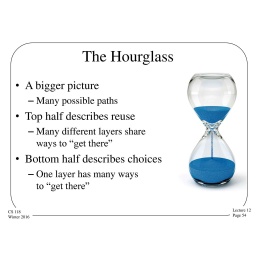 The Hourglass
• A bigger picture
– Many possible paths
• Top half describes reuse
– Many different layers share
ways to “get there”
• Bottom half describes choices
– One layer has many ways
to “get there”
CS 118
Winter 2016
Lecture 12
Page 54